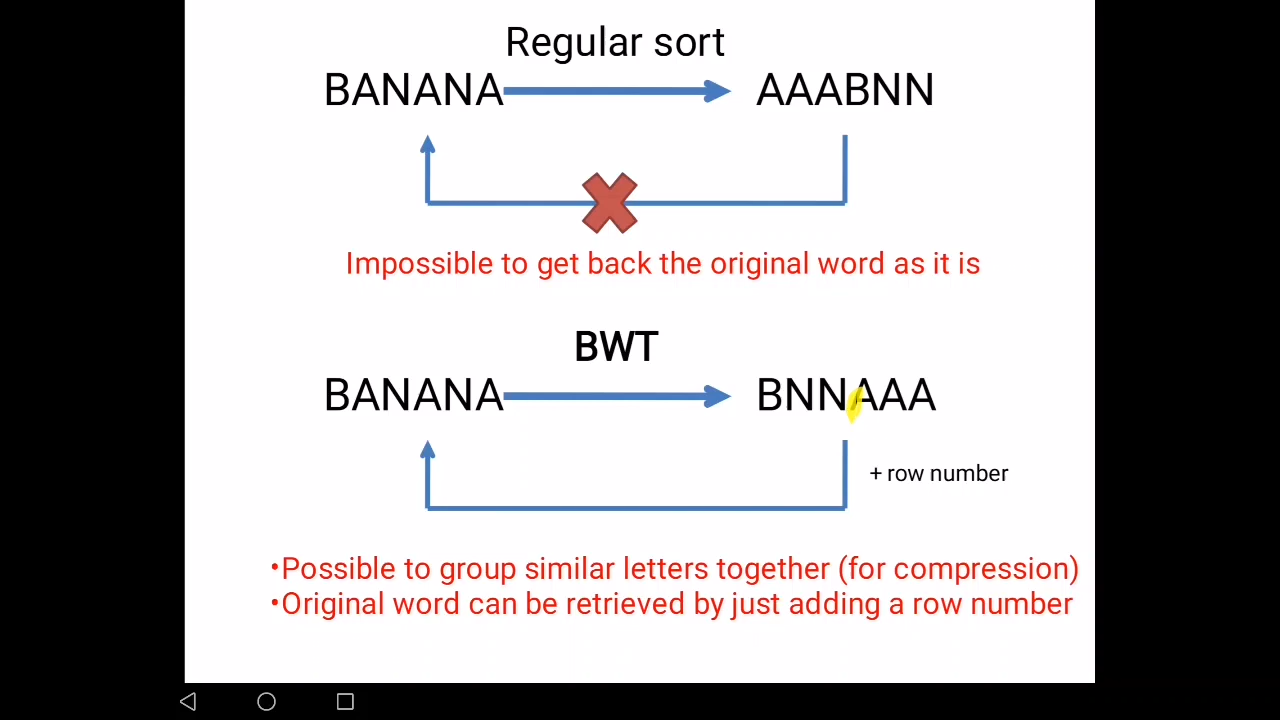 Regular sort
BANANA AAABNN
Impossible to get back the original word as it is
BWT
BANANA BNNAAA
+ row number
•Possible to group similar letters together (for compression)
•Original word can be retrieved by just adding a row number